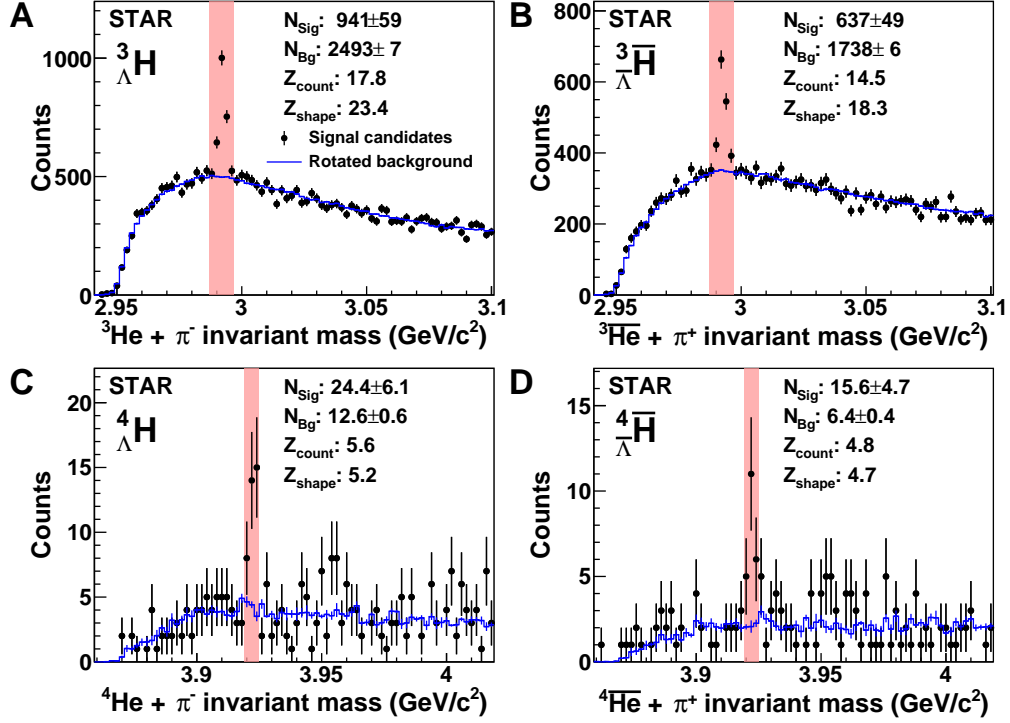 A
STAR
³ΛH
N_Sig: 941±59
N_Bg: 2493± 7
Z_count: 17.8
Z_shape: 23.4
Signal candidates
Rotated background
Counts
1000
500
0
2.95 3 3.05 3.1
³He + π⁻ invariant mass (GeV/c²)
B
STAR
³Λ̅H̅
N_Sig: 637±49
N_Bg: 1738± 6
Z_count: 14.5
Z_shape: 18.3
Counts
800
600
400
200
0
2.95 3 3.05 3.1
³H̅e̅ + π⁺ invariant mass (GeV/c²)
C
STAR
⁴ΛH
N_Sig: 24.4±6.1
N_Bg: 12.6±0.6
Z_count: 5.6
Z_shape: 5.2
Counts
20
15
10
5
0
3.9 3.95 4
⁴He + π⁻ invariant mass (GeV/c²)
D
STAR
⁴Λ̅H̅
N_Sig: 15.6±4.7
N_Bg: 6.4±0.4
Z_count: 4.8
Z_shape: 4.7
Counts
15
10
5
0
3.9 3.95 4
⁴H̅e̅ + π⁺ invariant mass (GeV/c²)